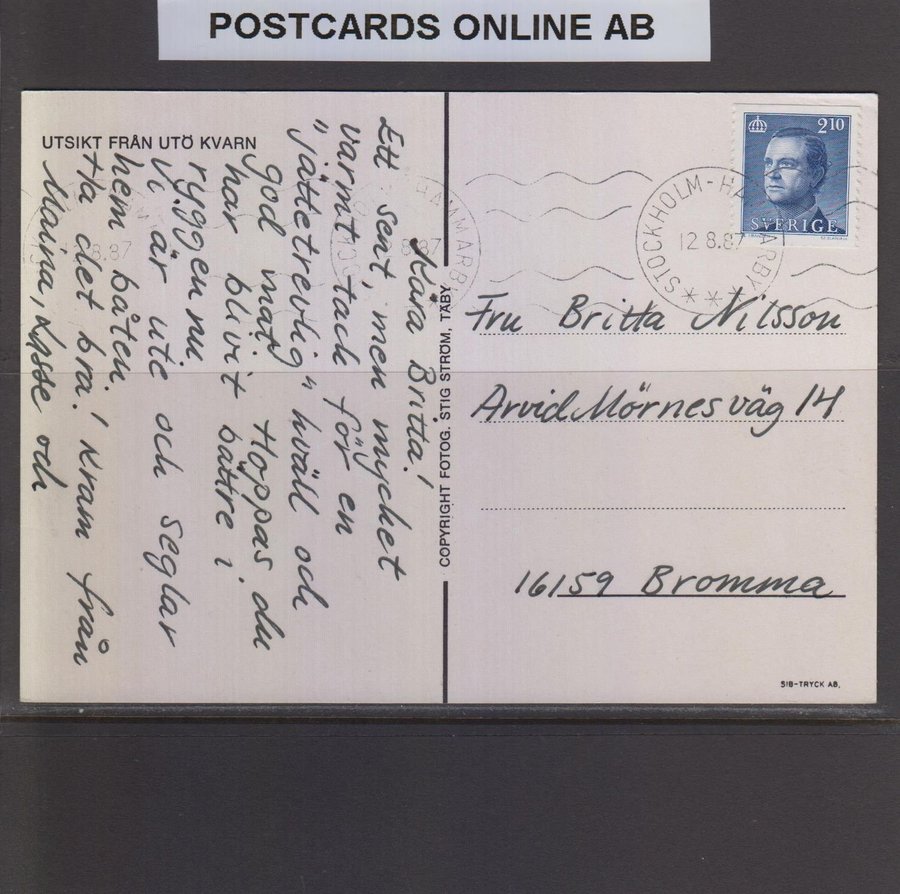 POSTCARDS ONLINE AB
UTSIKT FRÅN UTÖ KVARN
Kära Britta!
Ett sent, men mycket
varmt tack för en
"jättetrevlig" kväll och
god mat. Hoppas du
har blivit bättre i
ryggen nu.
Vi är ute och seglar
hem båten.
Ha det bra! Kram från
Marina, Lasse och
COPYRIGHT FOTOG. STIG STRÖM, TÄBY
2 10
SVERIGE
STOCKHOLM-HAMMARBY
12 8.87
Fru Britta Nilsson
Arvid Mörnes väg 14
16159 Bromma
SIB-TRYCK AB.